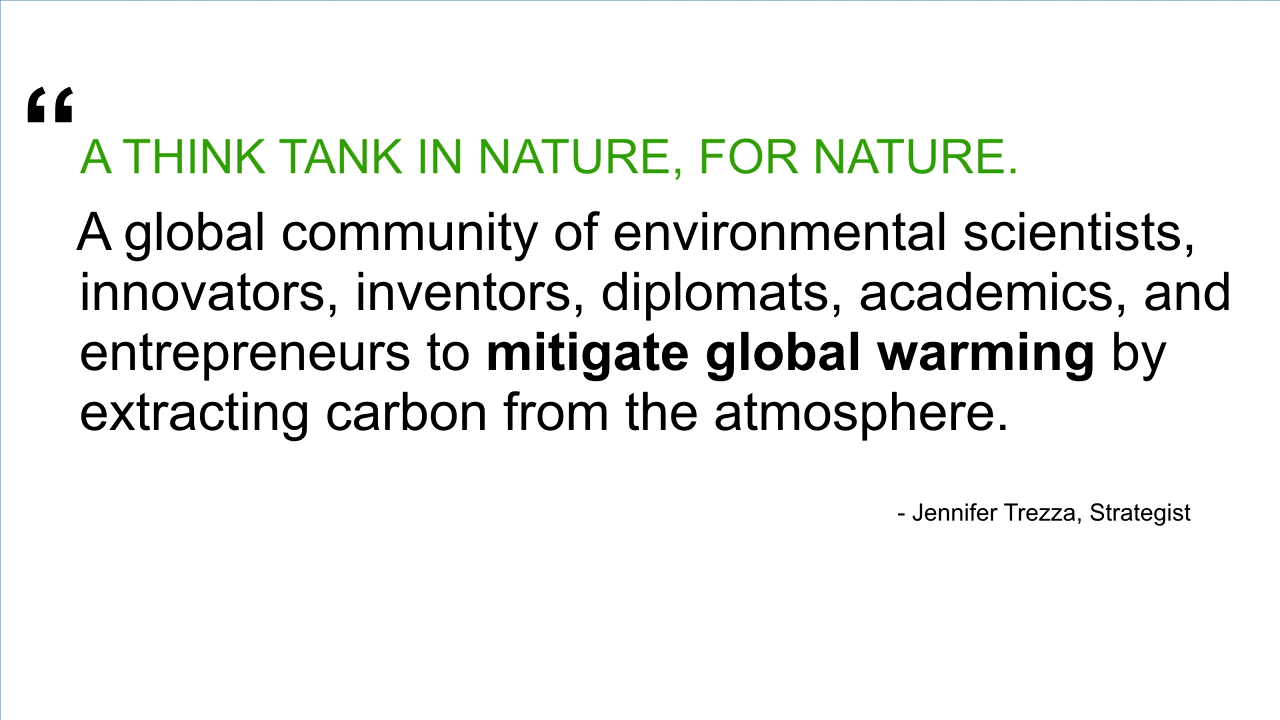 “
A THINK TANK IN NATURE, FOR NATURE.
A global community of environmental scientists,
innovators, inventors, diplomats, academics, and
entrepreneurs to mitigate global warming by
extracting carbon from the atmosphere.
- Jennifer Trezza, Strategist